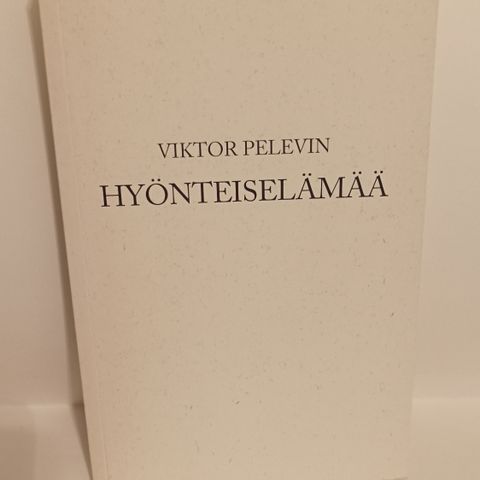 VIKTOR PELEVIN
HYÖNTEISELÄMÄÄ